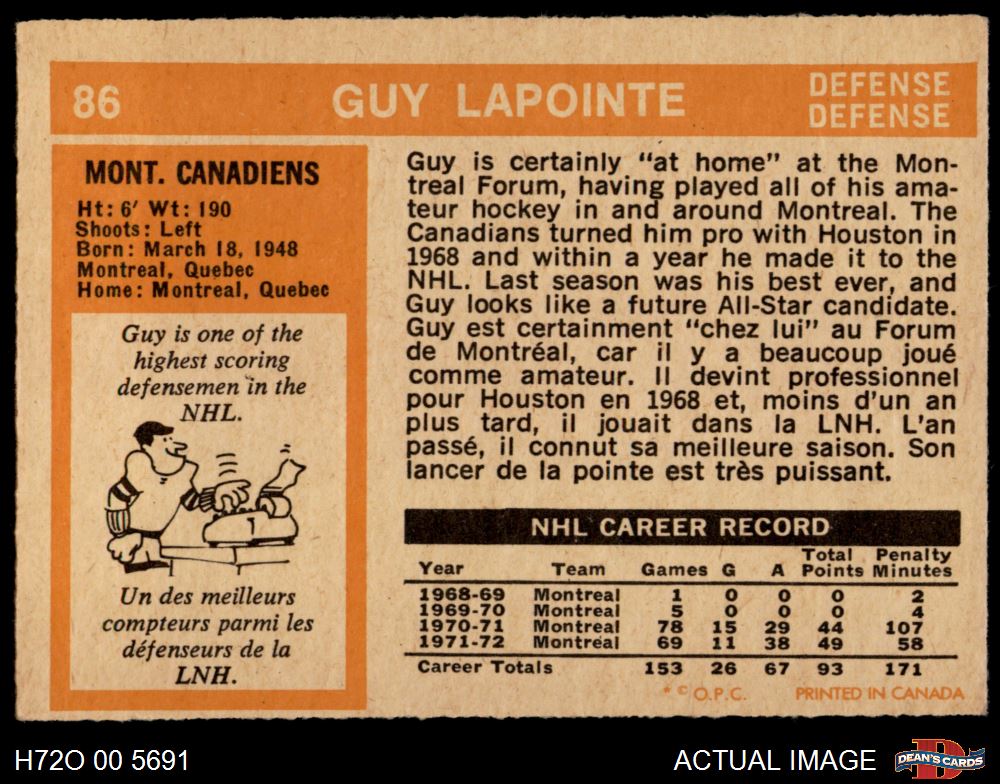 86
GUY LAPOINTE
DEFENSE
DEFENSE
MONT. CANADIENS
Ht: 6' Wt: 190
Shoots: Left
Born: March 18, 1948
Montreal, Quebec
Home: Montreal, Quebec
Guy is one of the
highest scoring
defensemen in the
NHL.
1
Un des meilleurs
compteurs parmi les
défenseurs de la
LNH.
Guy is certainly "at home" at the Mon-
treal Forum, having played all of his ama-
teur hockey in and around Montreal. The
Canadians turned him pro with Houston in
1968 and within a year he made it to the
NHL. Last season was his best ever, and
Guy looks like a future All-Star candidate.
Guy est certainment "chez lui" au Forum
de Montréal, car il y a beaucoup joué
comme amateur. Il devint professionnel
pour Houston en 1968 et, moins d'un an
plus tard, il jouait dans la LNH. L'an
passé, il connut sa meilleure saison. Son
lancer de la pointe est très puissant.
NHL CAREER RECORD
Year Team Games G A Total Points Penalty Minutes
1968-69 Montreal 1 0 0 0 2
1969-70 Montreal 5 0 0 0 4
1970-71 Montreal 78 15 29 44 107
1971-72 Montreal 69 11 38 49 58
Career Totals 153 26 67 93 171
* © O.P.C. PRINTED IN CANADA
H72O 00 5691
ACTUAL IMAGE
D
DEAN'S CARDS